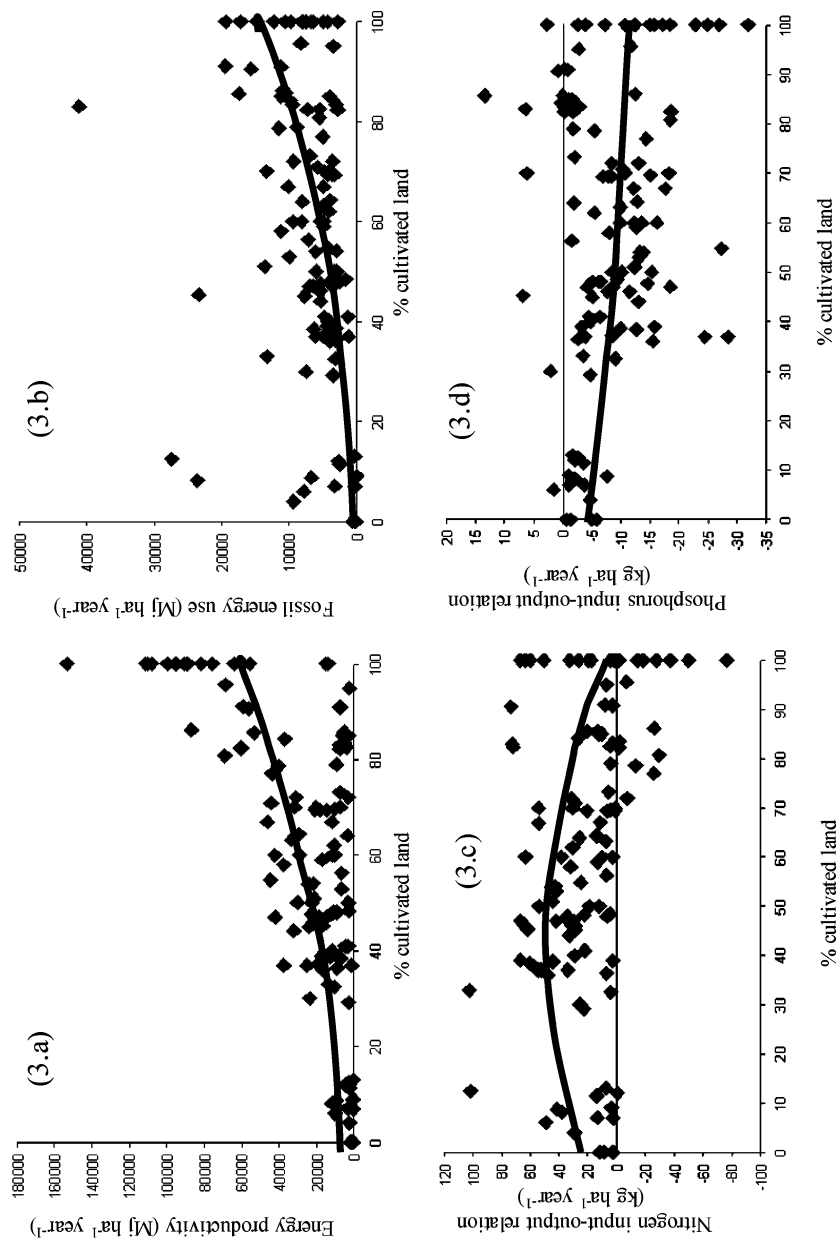 (3.a)
180000
160000
140000
120000
100000
80000
60000
40000
20000
0
Energy productivity (Mj ha⁻¹ year⁻¹)
0 20 40 60 80 100
% cultivated land
(3.b)
50000
40000
30000
20000
10000
0
Fossil energy use (Mj ha⁻¹ year⁻¹)
0 20 40 60 80 100
% cultivated land
(3.c)
100
80
60
40
20
0
-20
-40
-60
-80
-100
Nitrogen input-output relation
(kg ha⁻¹ year⁻¹)
0 10 20 30 40 50 60 70 80 90 100
% cultivated land
(3.d)
20
15
10
5
0
-5
-10
-15
-20
-25
-30
-35
Phosphorus input-output relation
(kg ha⁻¹ year⁻¹)
0 10 20 30 40 50 60 70 80 90 100
% cultivated land